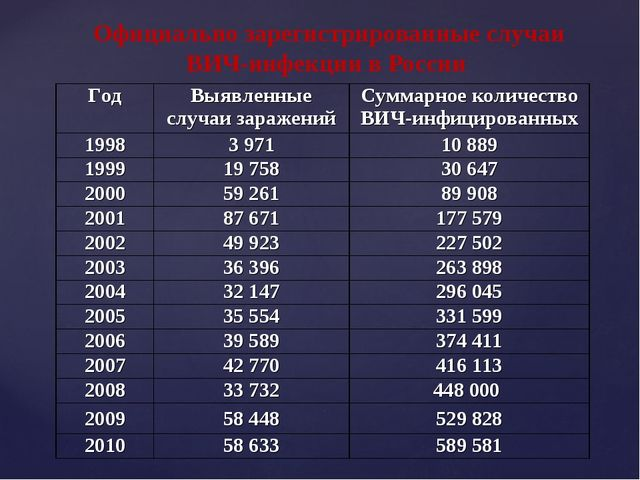 Официально зарегистрированные случаи
ВИЧ-инфекции в России
Год Выявленные случаи заражений Суммарное количество ВИЧ-инфицированных
1998 3 971 10 889
1999 19 758 30 647
2000 59 261 89 908
2001 87 671 177 579
2002 49 923 227 502
2003 36 396 263 898
2004 32 147 296 045
2005 35 554 331 599
2006 39 589 374 411
2007 42 770 416 113
2008 33 732 448 000
2009 58 448 529 828
2010 58 633 589 581